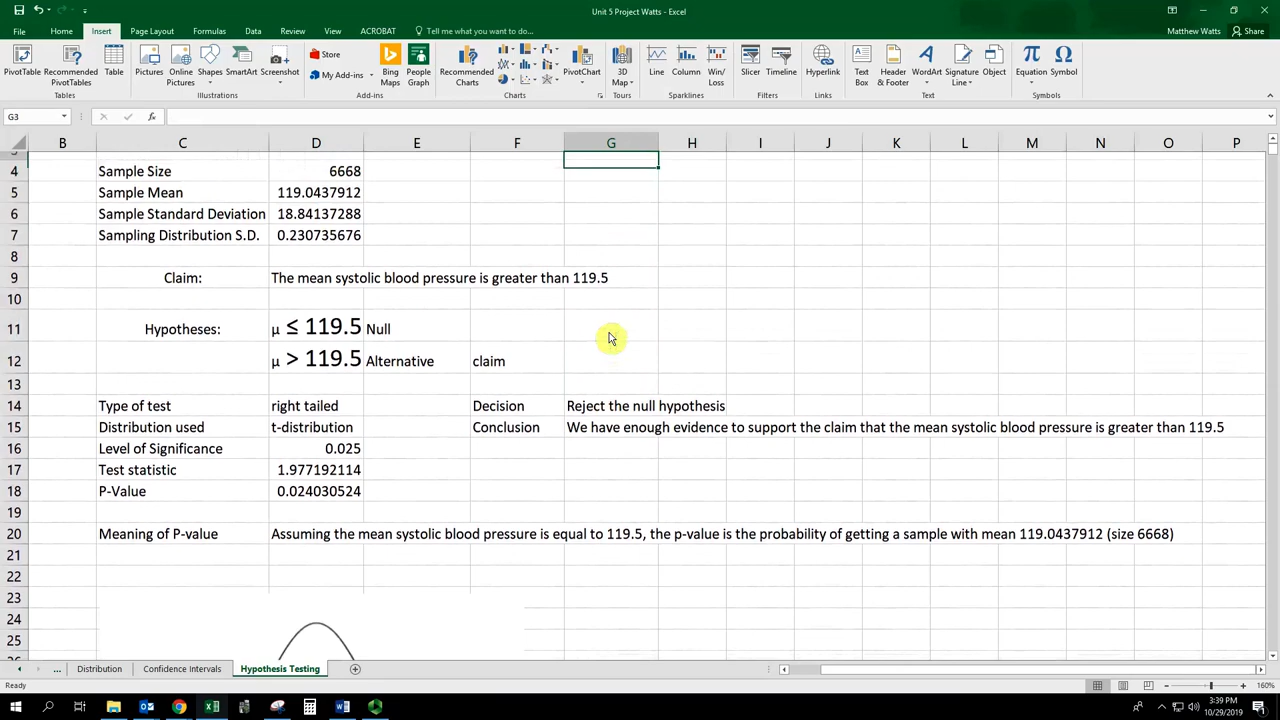 Unit 5 Project Watts - Excel
File Home Insert Page Layout Formulas Data Review View ACROBAT Tell me what you want to do... Matthew Watts Share
PivotTable Recommended PivotTables Table
Pictures Online Pictures Shapes SmartArt Screenshot
Store
My Add-ins
Bing Maps People Graph
Recommended Charts PivotChart
3D Map
Line Column Win/Loss
Slicer Timeline
Hyperlink
Text Box Header & Footer WordArt Signature Line Object
Equation Symbol
Tables Illustrations Add-ins Charts Tours Sparklines Filters Links Text Symbols
G3 fx
B C D E F G H I J K L M N O P
4 Sample Size 6668
5 Sample Mean 119.0437912
6 Sample Standard Deviation 18.84137288
7 Sampling Distribution S.D. 0.230735676
8
9 Claim: The mean systolic blood pressure is greater than 119.5
10
11 Hypotheses: μ ≤ 119.5 Null
12 μ > 119.5 Alternative claim
13
14 Type of test right tailed Decision Reject the null hypothesis
15 Distribution used t-distribution Conclusion We have enough evidence to support the claim that the mean systolic blood pressure is greater than 119.5
16 Level of Significance 0.025
17 Test statistic 1.977192114
18 P-Value 0.024030524
19
20 Meaning of P-value Assuming the mean systolic blood pressure is equal to 119.5, the p-value is the probability of getting a sample with mean 119.0437912 (size 6668)
21
22
23
24
25
... Distribution Confidence Intervals Hypothesis Testing
Ready 160%
3:39 PM
10/29/2019